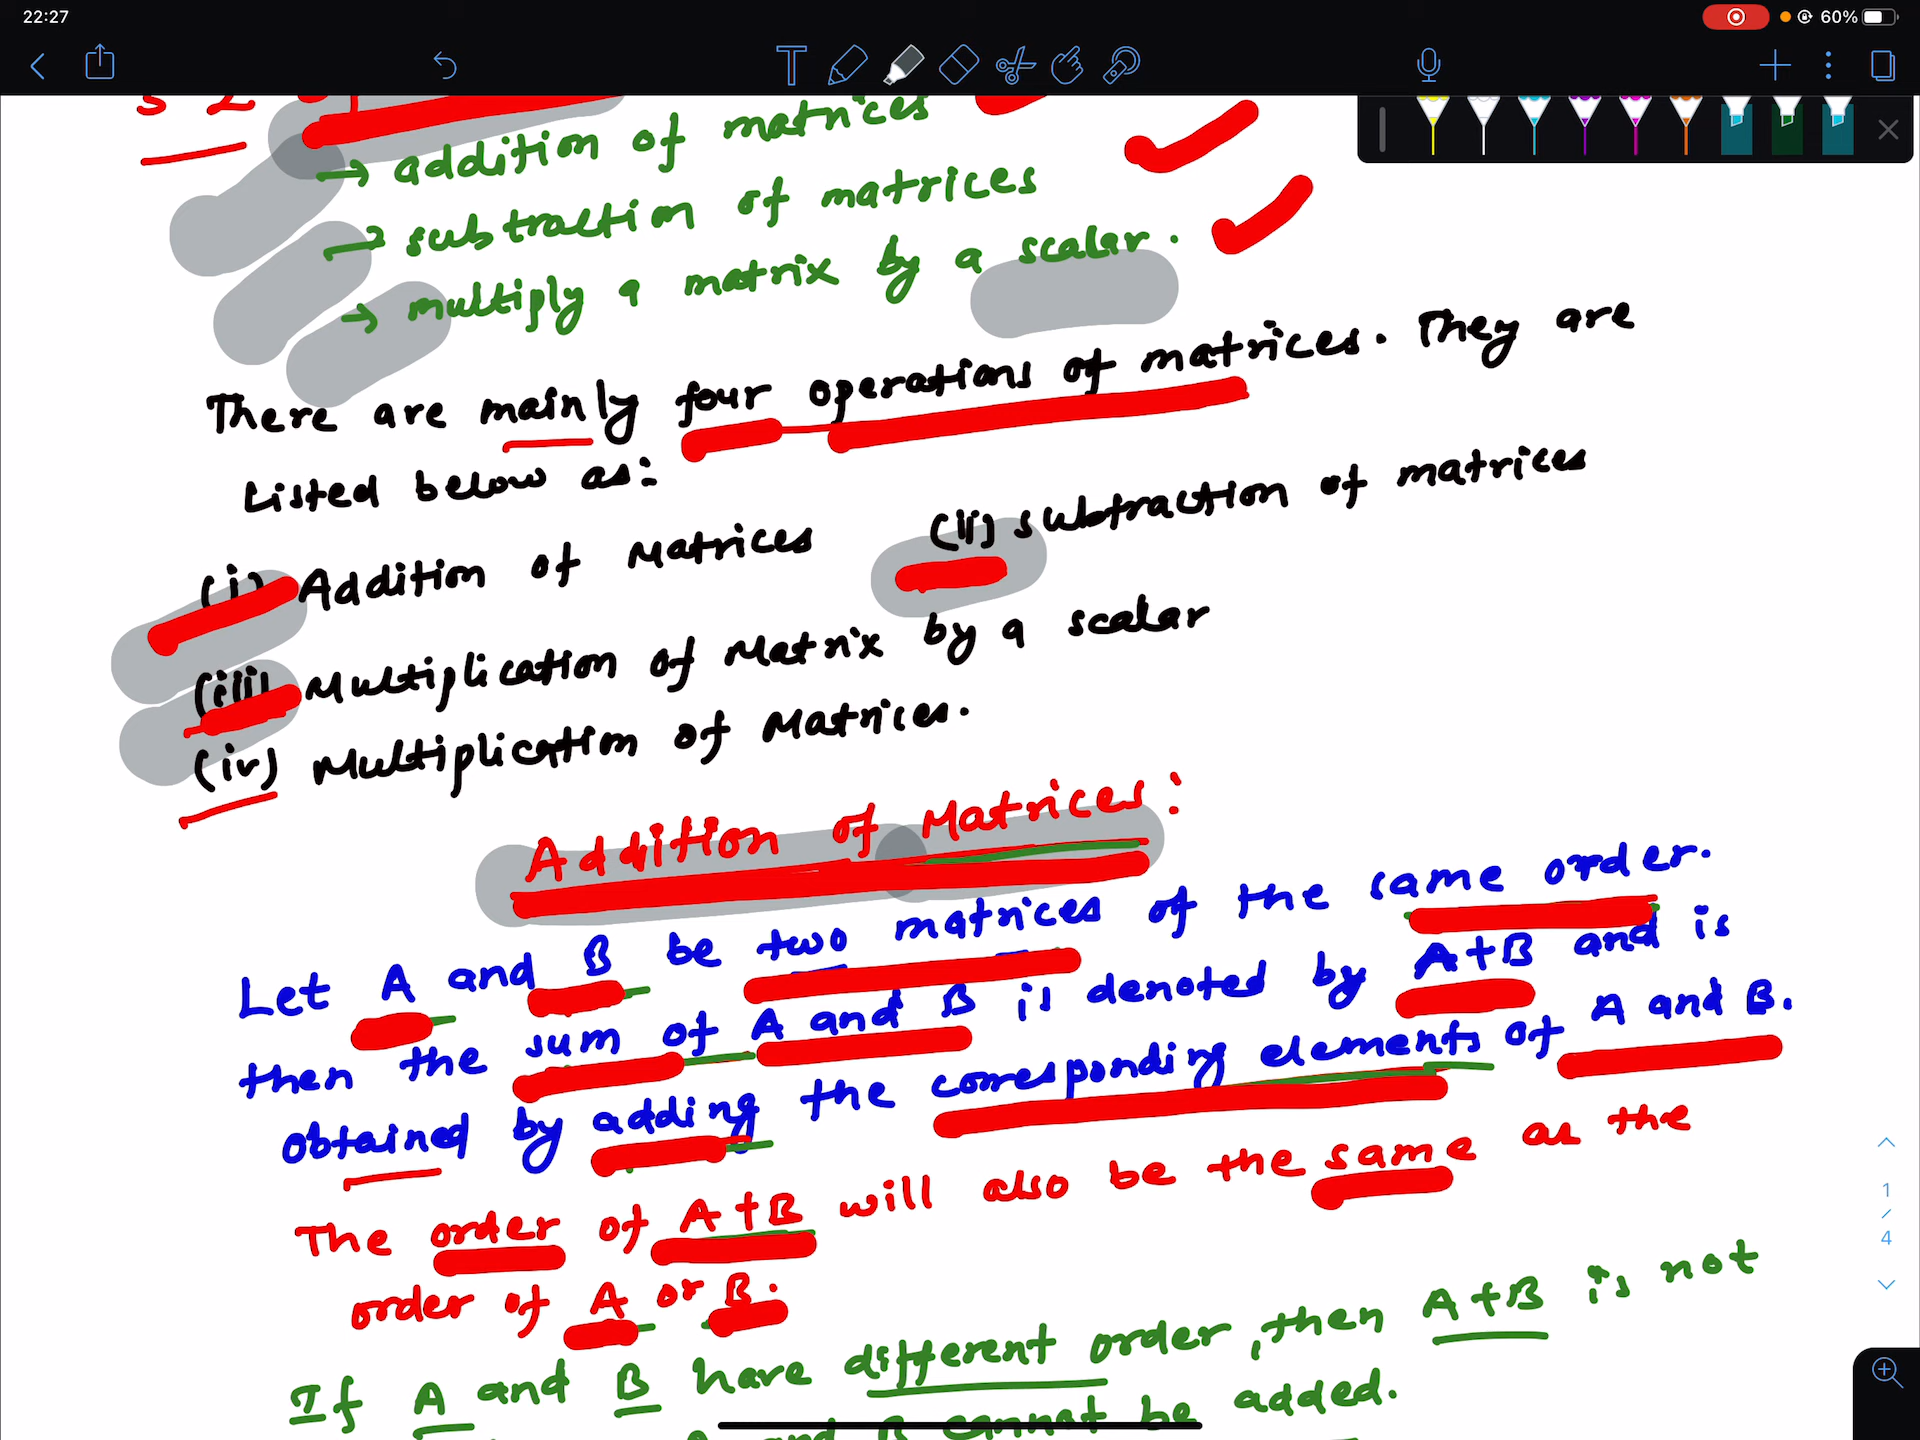 22:27
60%
→ addition of matrices
→ subtraction of matrices
→ multiply a matrix by a scalar.
There are mainly four operations of matrices. They are
Listed below as:
(i) Addition of Matrices (ii) subtraction of matrices
(iii) Multiplication of Matrix by a scalar
(iv) Multiplication of Matrices.
Addition of Matrices:
Let A and B be two matrices of the same order.
then the sum of A and B is denoted by A+B and is
obtained by adding the corresponding elements of A and B.
The order of A+B will also be the same as the
order of A or B.
If A and B have different order, then A+B is not
and B cannot be added.
1
/
4